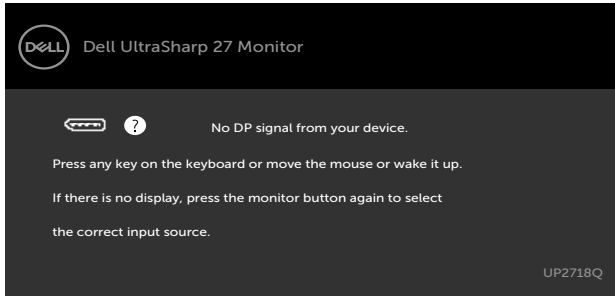 DELL
Dell UltraSharp 27 Monitor
? No DP signal from your device.
Press any key on the keyboard or move the mouse or wake it up.
If there is no display, press the monitor button again to select
the correct input source.
UP2718Q